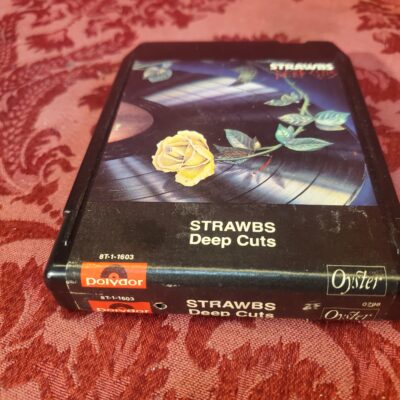 STRAWBS
DEEP CUTS
STRAWBS
Deep Cuts
8T-1-1603
polydor
Oyster
8T-1-1603
polydor
STRAWBS
Deep Cuts
Oyster